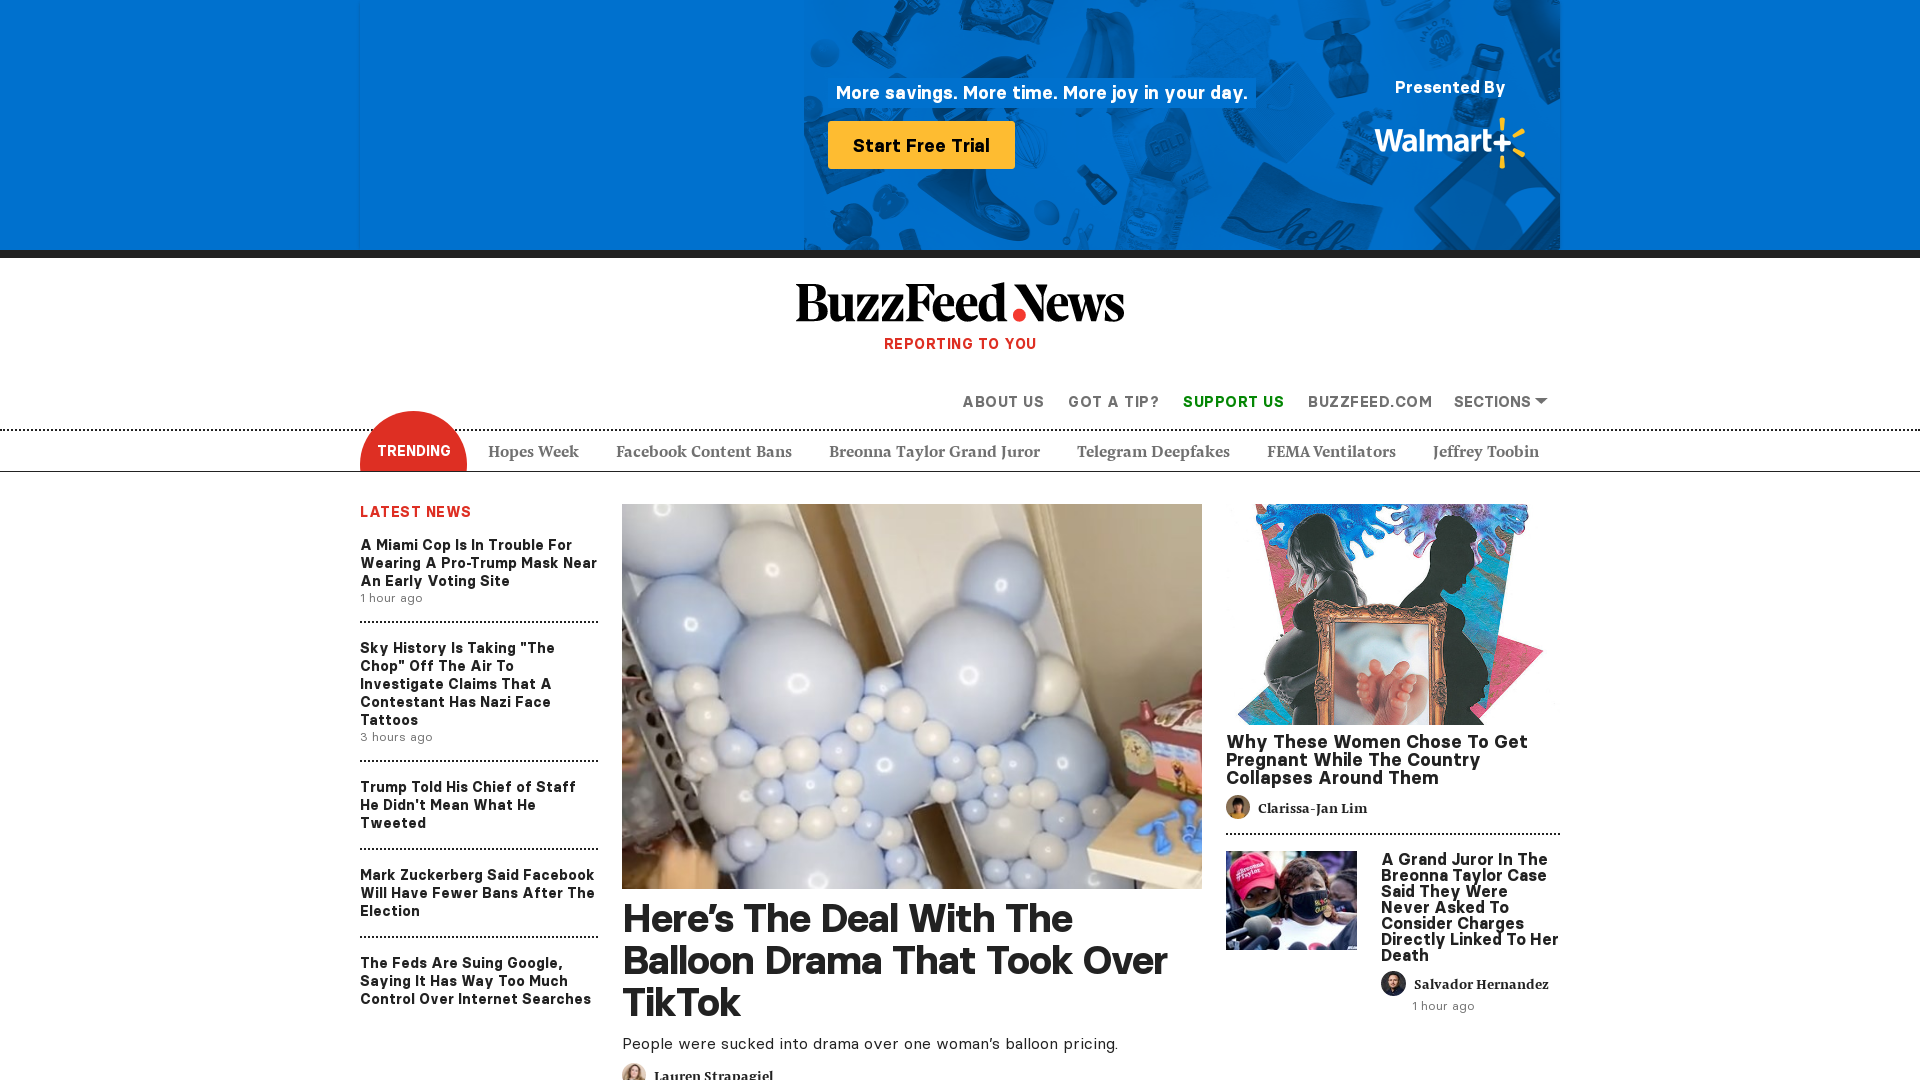 More savings. More time. More joy in your day.
Start Free Trial
Presented By
Walmart+
BuzzFeed News
REPORTING TO YOU
ABOUT US
GOT A TIP?
SUPPORT US
BUZZFEED.COM
SECTIONS
TRENDING
Hopes Week
Facebook Content Bans
Breonna Taylor Grand Juror
Telegram Deepfakes
FEMA Ventilators
Jeffrey Toobin
LATEST NEWS
A Miami Cop Is In Trouble For
Wearing A Pro-Trump Mask Near
An Early Voting Site
1 hour ago
Sky History Is Taking "The
Chop" Off The Air To
Investigate Claims That A
Contestant Has Nazi Face
Tattoos
3 hours ago
Trump Told His Chief of Staff
He Didn't Mean What He
Tweeted
Mark Zuckerberg Said Facebook
Will Have Fewer Bans After The
Election
The Feds Are Suing Google,
Saying It Has Way Too Much
Control Over Internet Searches
Here’s The Deal With The
Balloon Drama That Took Over
TikTok
People were sucked into drama over one woman’s balloon pricing.
Lauren Strapagiel
Why These Women Chose To Get
Pregnant While The Country
Collapses Around Them
Clarissa-Jan Lim
A Grand Juror In The
Breonna Taylor Case
Said They Were
Never Asked To
Consider Charges
Directly Linked To Her
Death
Salvador Hernandez
1 hour ago